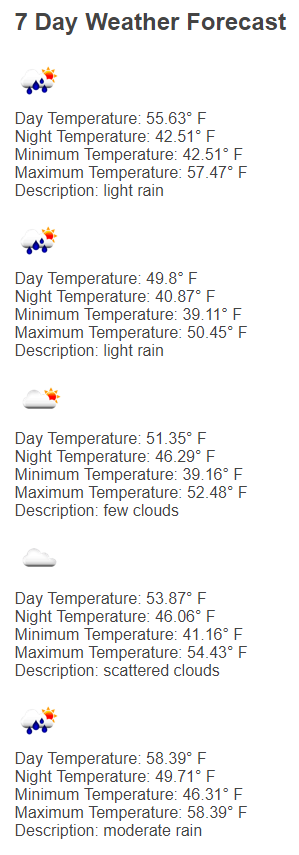 7 Day Weather Forecast
Day Temperature: 55.63° F
Night Temperature: 42.51° F
Minimum Temperature: 42.51° F
Maximum Temperature: 57.47° F
Description: light rain
Day Temperature: 49.8° F
Night Temperature: 40.87° F
Minimum Temperature: 39.11° F
Maximum Temperature: 50.45° F
Description: light rain
Day Temperature: 51.35° F
Night Temperature: 46.29° F
Minimum Temperature: 39.16° F
Maximum Temperature: 52.48° F
Description: few clouds
Day Temperature: 53.87° F
Night Temperature: 46.06° F
Minimum Temperature: 41.16° F
Maximum Temperature: 54.43° F
Description: scattered clouds
Day Temperature: 58.39° F
Night Temperature: 49.71° F
Minimum Temperature: 46.31° F
Maximum Temperature: 58.39° F
Description: moderate rain